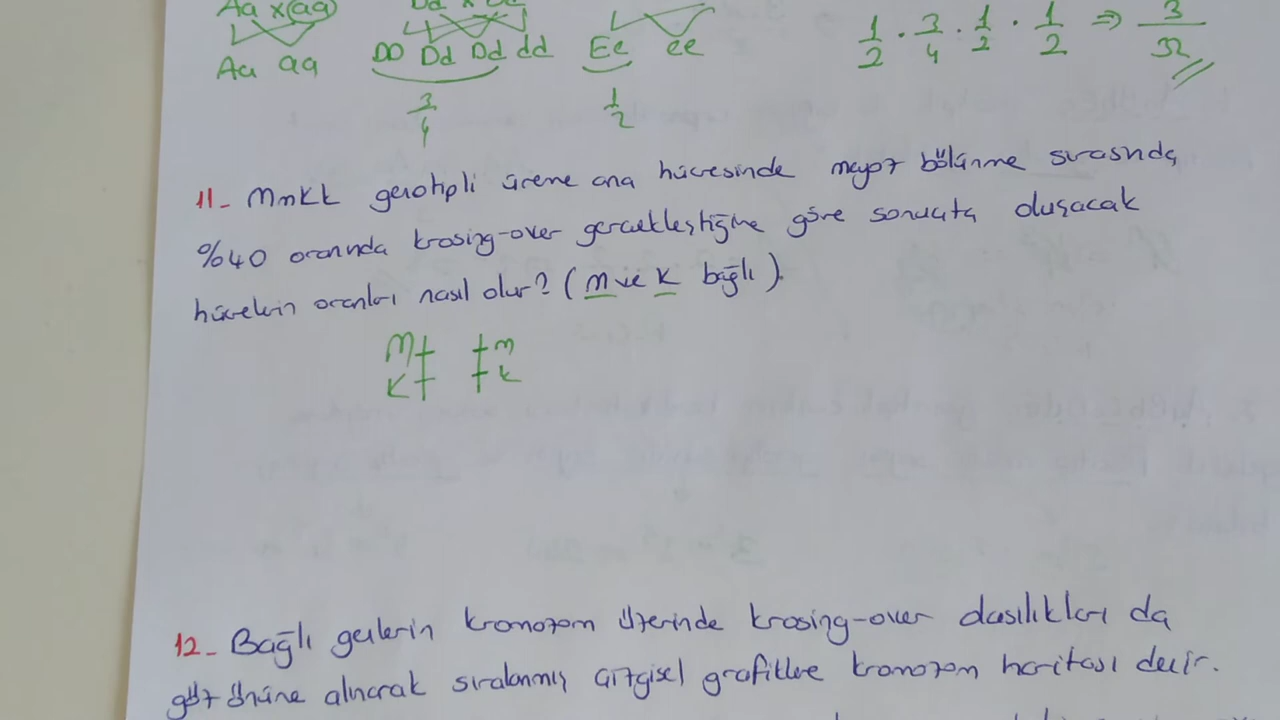 Aa x(aa)
Aa aa DD Dd Dd dd Ee ee
3/4 1/2
1/2 . 3/4 . 1/2 . 1/2 ⇒ 3/32
11- MmKk genotipli üreme ana hücresinde mayoz bölünme sırasında
%40 oranında krosing-over gerçekleştiğine göre sonuçta oluşacak
hücrelerin oranları nasıl olur? (M ve K bağlı).
M m
K k
12- Bağlı genlerin kromozom üzerinde krosing-over olasılıkları da
göz önüne alınarak sıralanmış çizgisel grafiklere kromozom haritası denir.